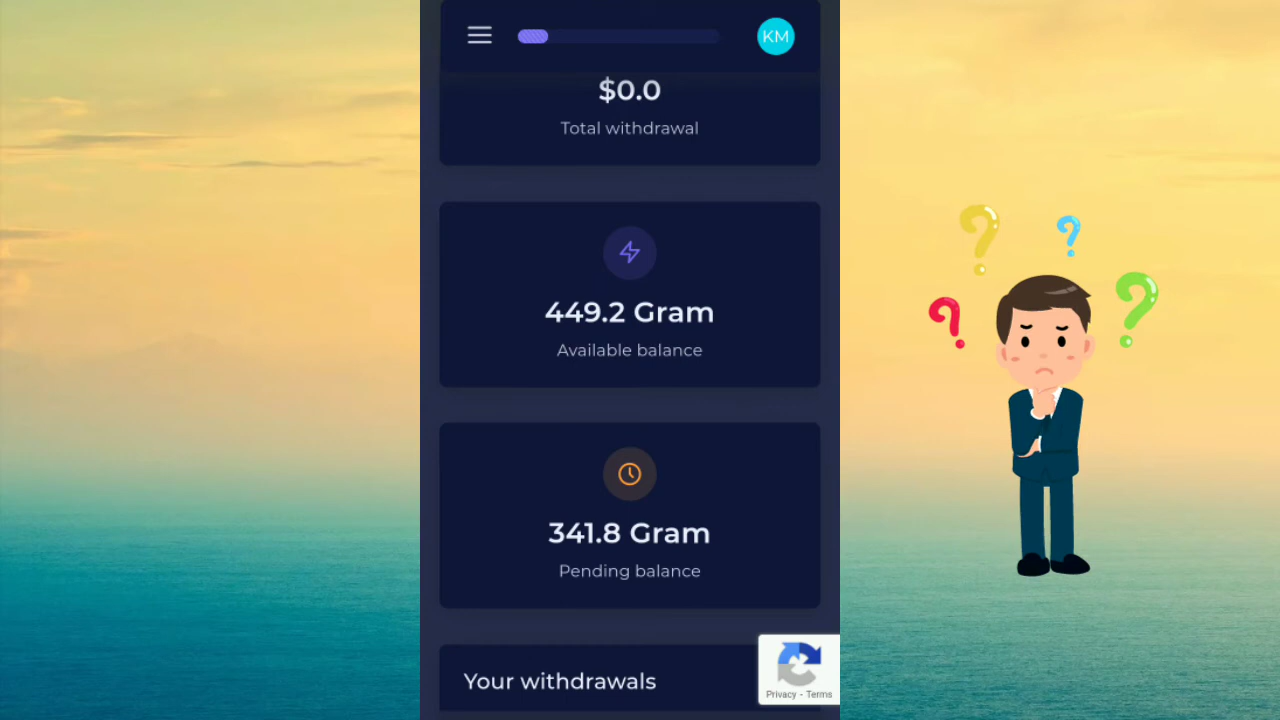 KM
$0.0
Total withdrawal
449.2 Gram
Available balance
341.8 Gram
Pending balance
Your withdrawals
Privacy - Terms